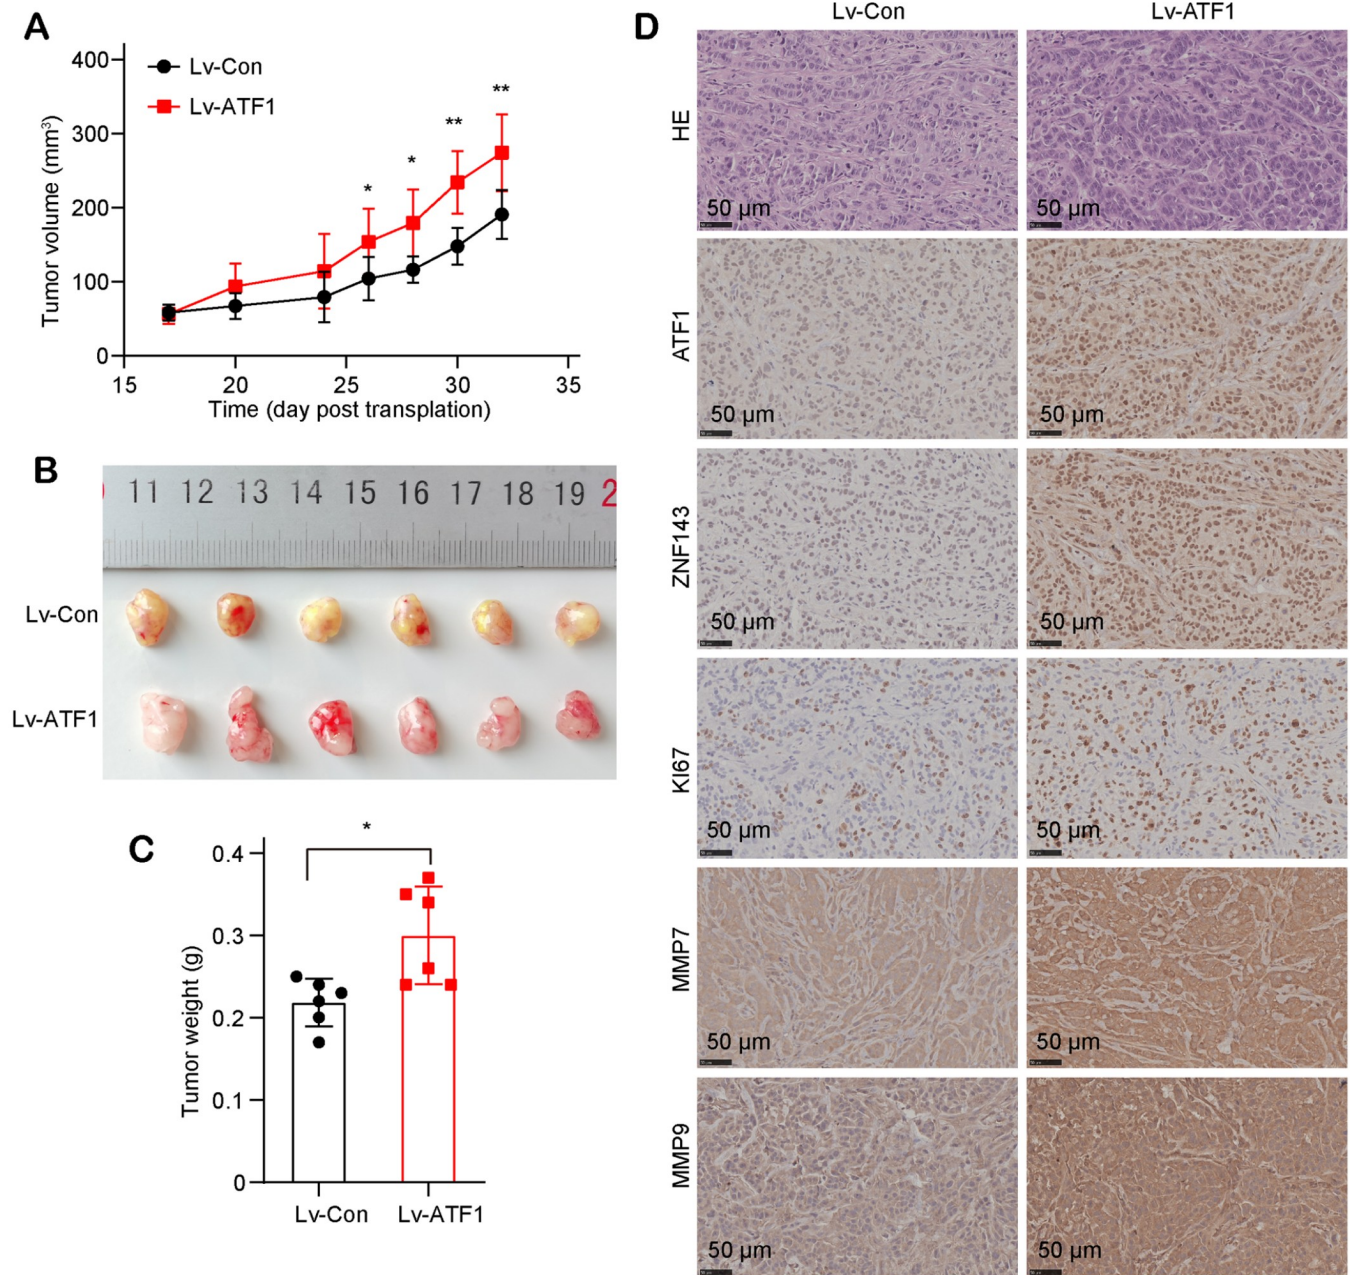 A
400
300
200
100
0
Tumor volume (mm³)
Lv-Con
Lv-ATF1
*
*
**
**
15 20 25 30 35
Time (day post transplation)
B
11 12 13 14 15 16 17 18 19 2
Lv-Con
Lv-ATF1
C
*
0.4
0.3
0.2
0.1
0
Tumor weight (g)
Lv-Con Lv-ATF1
D
Lv-Con Lv-ATF1
HE
50 µm 50 µm
ATF1
50 µm 50 µm
ZNF143
50 µm 50 µm
KI67
50 µm 50 µm
MMP7
50 µm 50 µm
MMP9
50 µm 50 µm